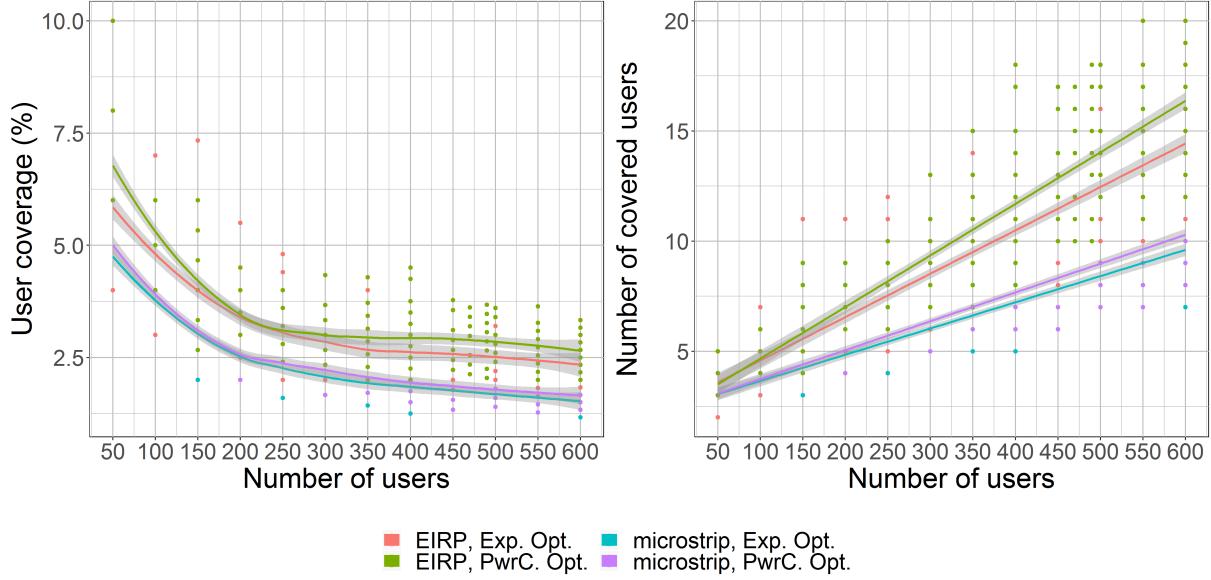 User coverage (%)
10.0
7.5
5.0
2.5
50 100 150 200 250 300 350 400 450 500 550 600
Number of users
Number of covered users
20
15
10
5
50 100 150 200 250 300 350 400 450 500 550 600
Number of users
EIRP, Exp. Opt.
microstrip, Exp. Opt.
EIRP, PwrC. Opt.
microstrip, PwrC. Opt.